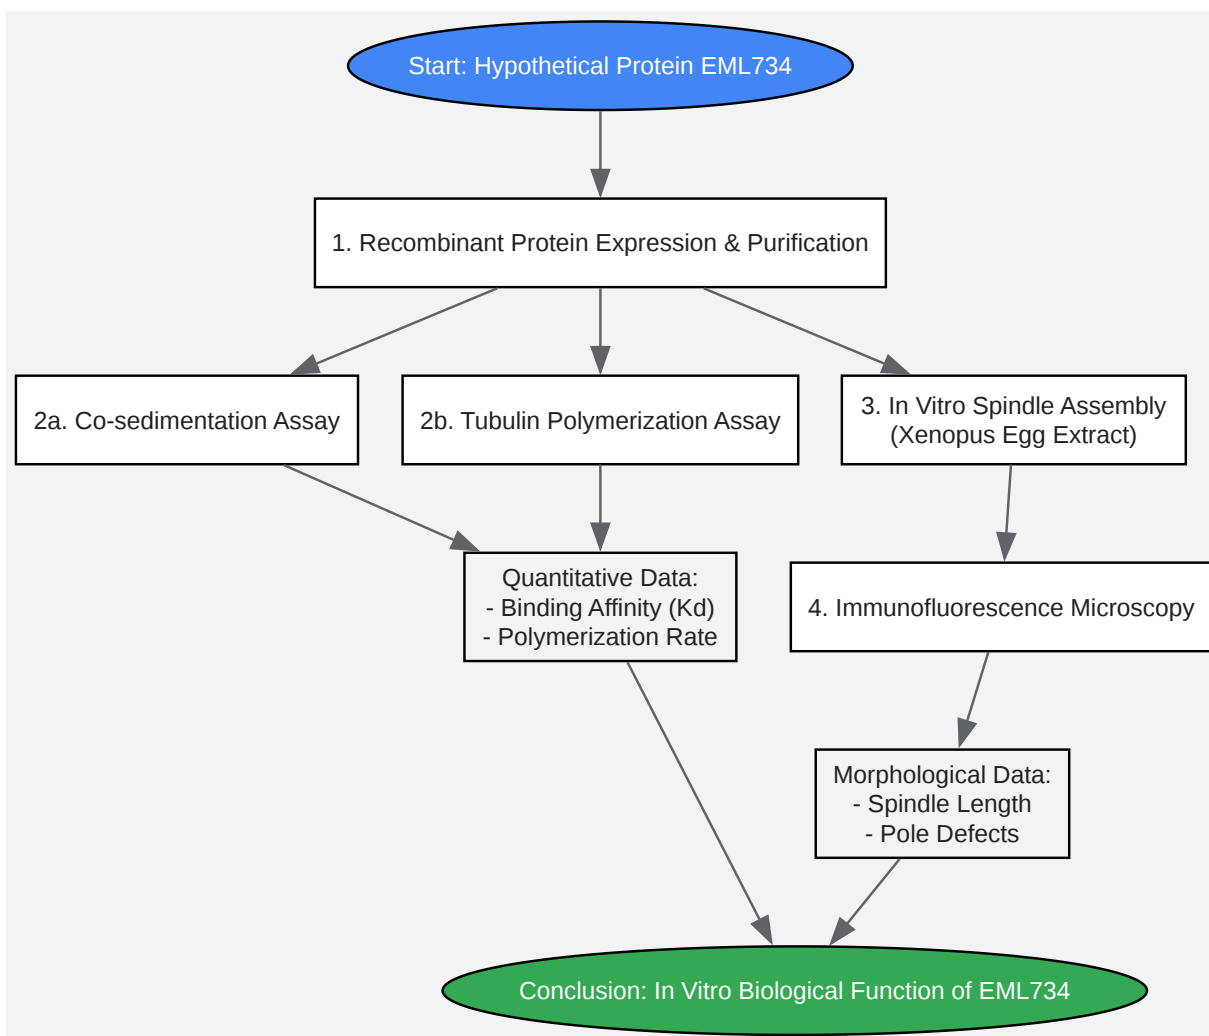 Start: Hypothetical Protein EML734
1. Recombinant Protein Expression & Purification
2a. Co-sedimentation Assay
2b. Tubulin Polymerization Assay
3. In Vitro Spindle Assembly
(Xenopus Egg Extract)
Quantitative Data:
- Binding Affinity (Kd)
- Polymerization Rate
4. Immunofluorescence Microscopy
Morphological Data:
- Spindle Length
- Pole Defects
Conclusion: In Vitro Biological Function of EML734